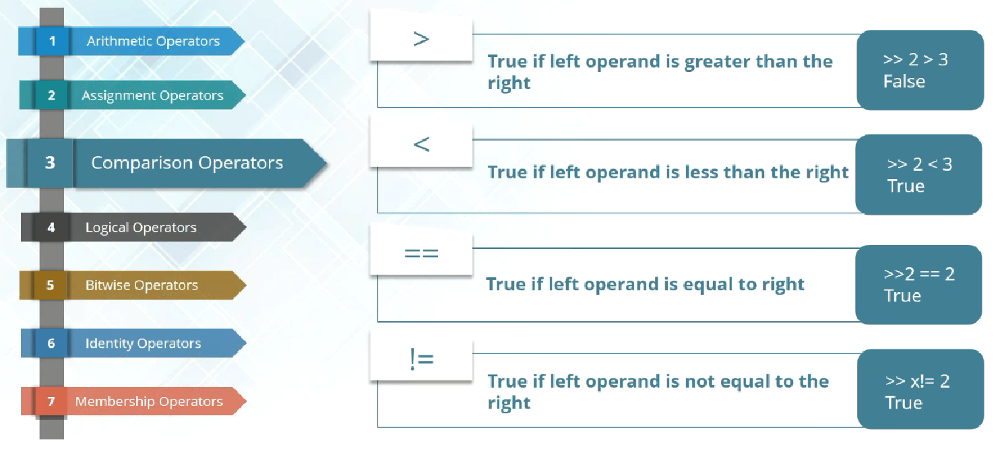 1 Arithmetic Operators
2 Assignment Operators
3 Comparison Operators
4 Logical Operators
5 Bitwise Operators
6 Identity Operators
7 Membership Operators
>
True if left operand is greater than the
right
>> 2 > 3
False
<
True if left operand is less than the right
>> 2 < 3
True
==
True if left operand is equal to right
>>2 == 2
True
!=
True if left operand is not equal to the
right
>> x!= 2
True